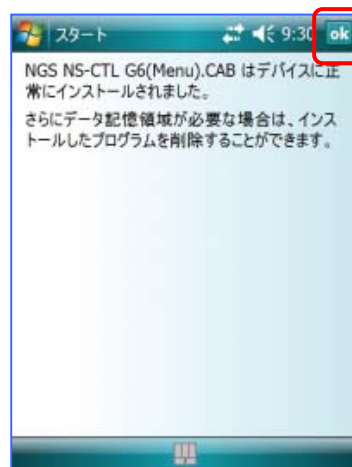 スタート 9:30 ok
NGS NS-CTL G6(Menu).CAB はデバイスに正
常にインストールされました。
さらにデータ記憶領域が必要な場合は、インス
トールしたプログラムを削除することができます。